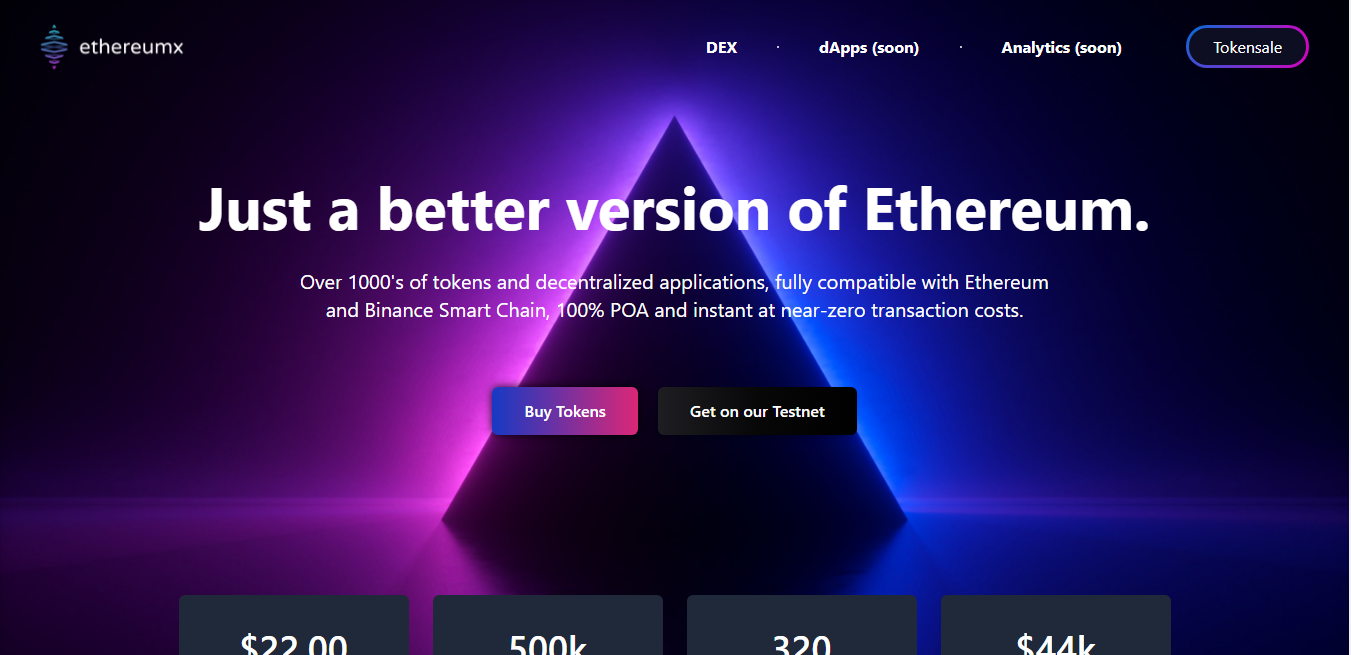 ethereumx
DEX · dApps (soon) · Analytics (soon) Tokensale
Just a better version of Ethereum.
Over 1000's of tokens and decentralized applications, fully compatible with Ethereum
and Binance Smart Chain, 100% POA and instant at near-zero transaction costs.
Buy Tokens Get on our Testnet
$22.00 500k 320 $44k